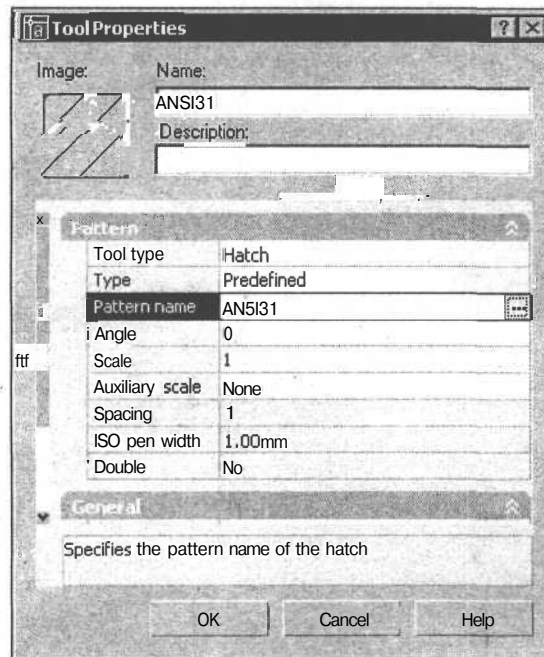 Tool Properties
Image:
Name:
ANSI31
Description:
x
Pattern
Tool type Hatch
Type Predefined
Pattern name AN5I31
i Angle 0
ftf
Scale 1
Auxiliary scale None
Spacing 1
ISO pen width 1.00mm
' Double No
General
Specifies the pattern name of the hatch
OK Cancel Help